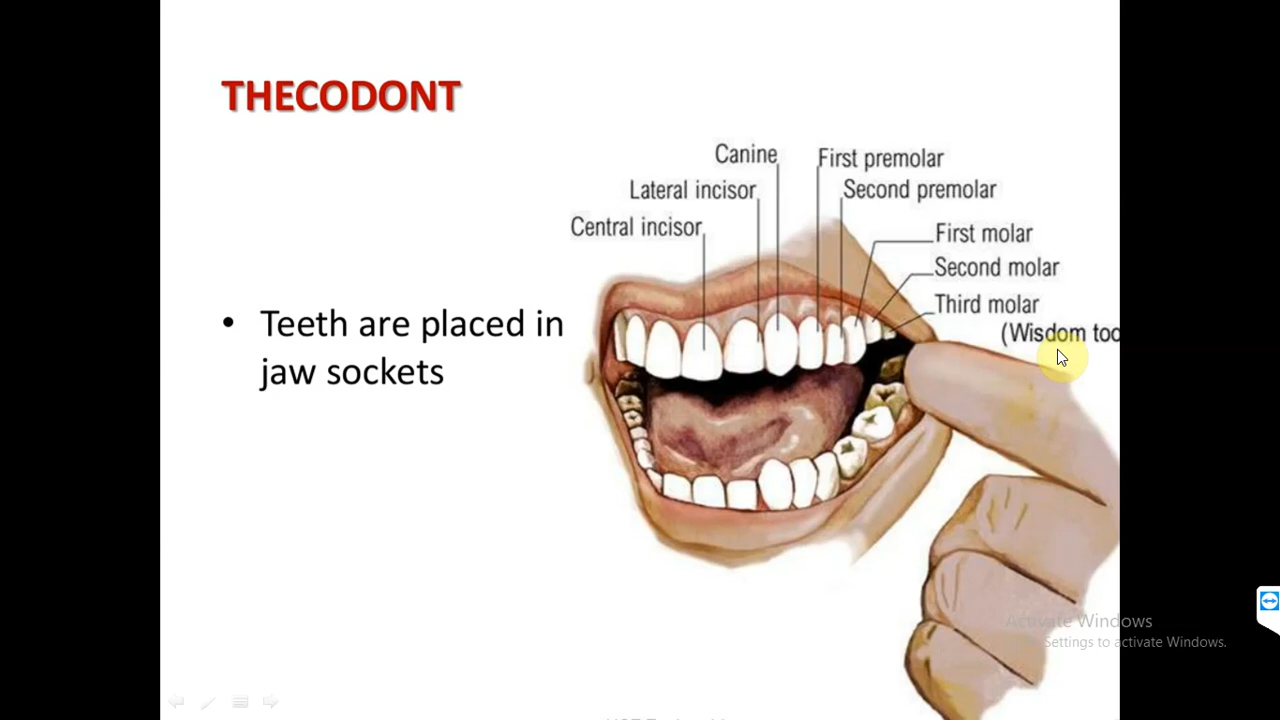 THECODONT
Canine
First premolar
Lateral incisor
Second premolar
Central incisor
First molar
Second molar
Third molar
(Wisdom too
• Teeth are placed in
jaw sockets
Activate Windows
Settings to activate Windows.